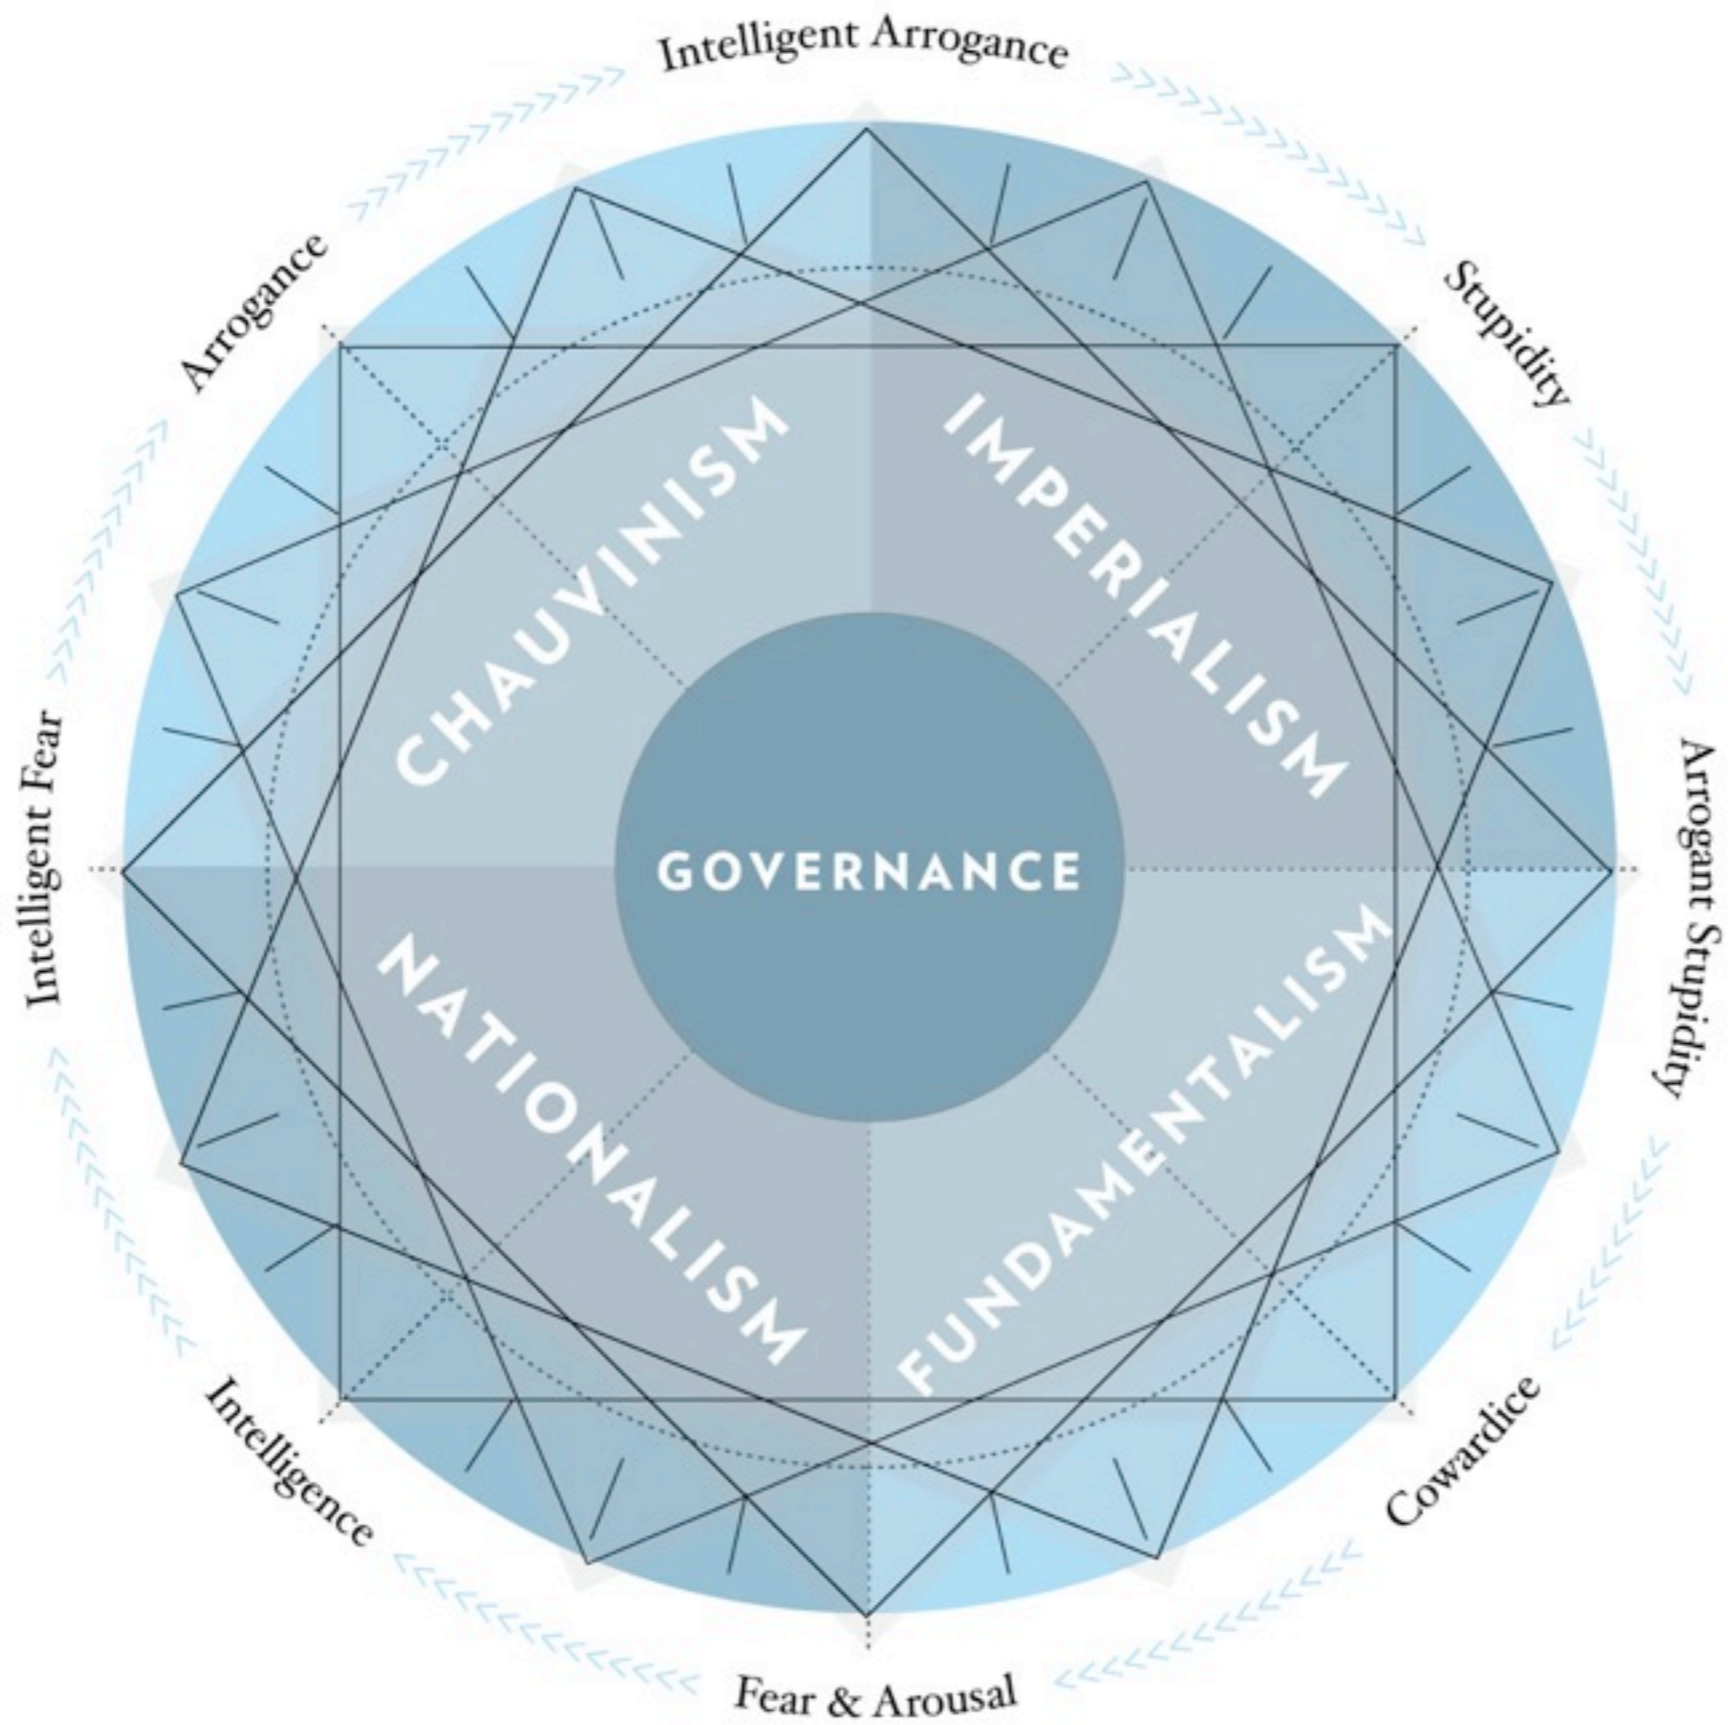 Intelligent Arrogance
Stupidity
Arrogant Stupidity
Cowardice
Fear & Arousal
Intelligence
Intelligent Fear
Arrogance
CHAUVINISM
IMPERIALISM
GOVERNANCE
NATIONALISM
FUNDAMENTALISM